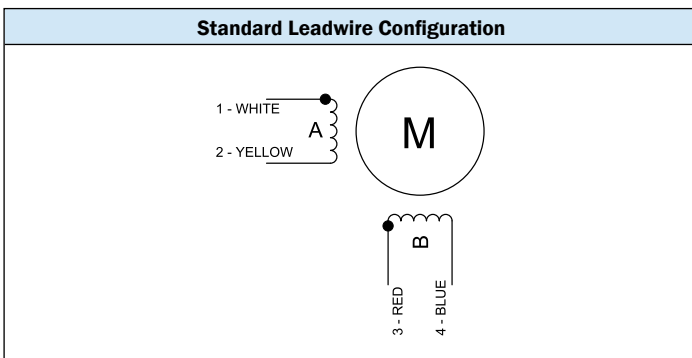 Standard Leadwire Configuration
1 - WHITE
A
2 - YELLOW
M
B
3 - RED
4 - BLUE